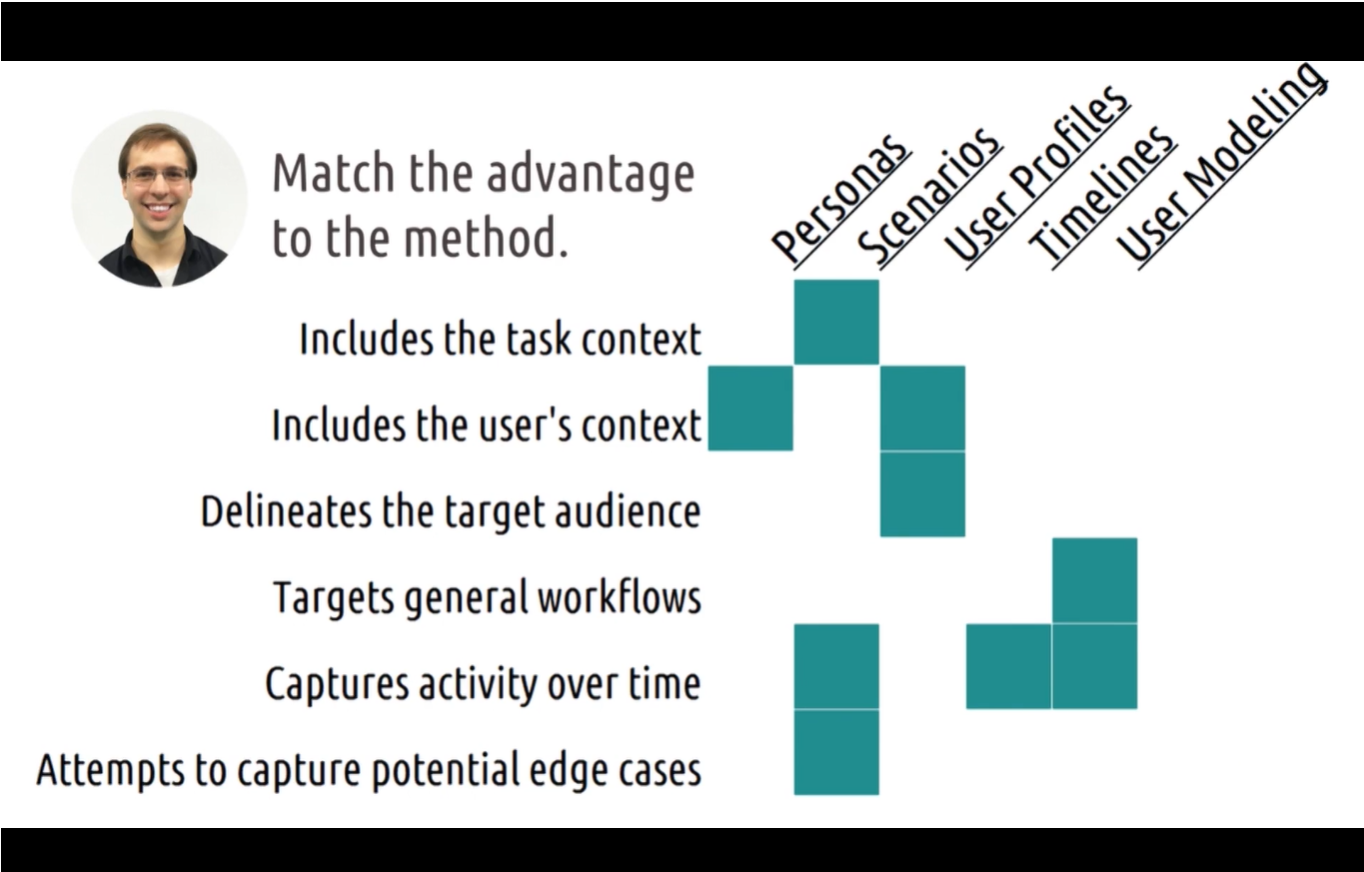 Match the advantage
to the method.
Personas
Scenarios
User Profiles
Timelines
User Modeling
Includes the task context
Includes the user's context
Delineates the target audience
Targets general workflows
Captures activity over time
Attempts to capture potential edge cases